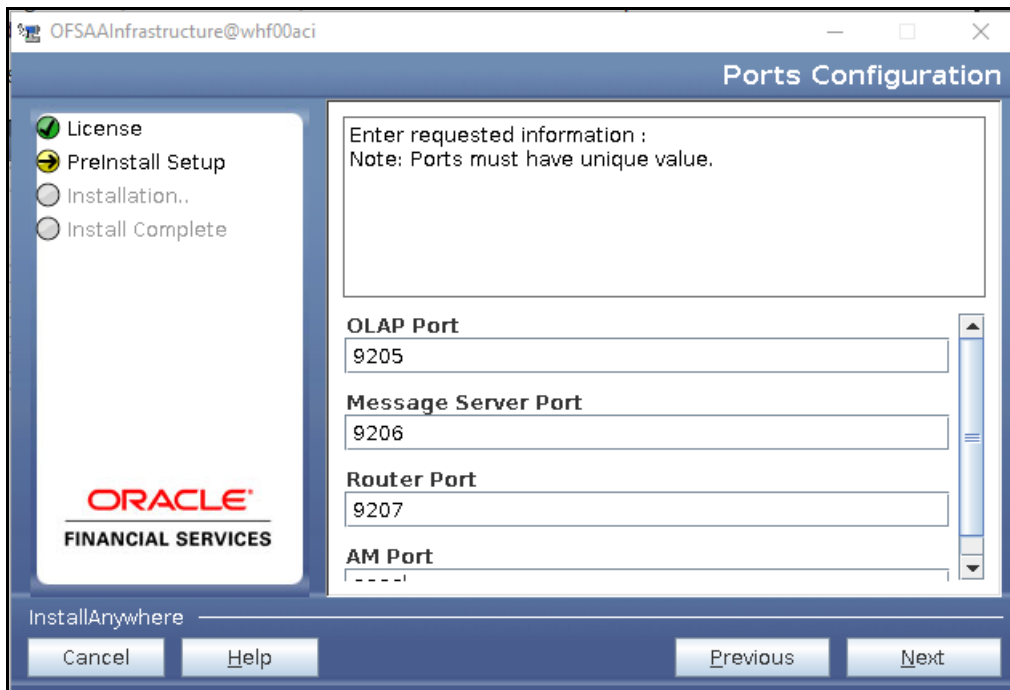 OFSAAInfrastructure@whf00aci
Ports Configuration
License
PreInstall Setup
Installation..
Install Complete
Enter requested information :
Note: Ports must have unique value.
OLAP Port
9205
Message Server Port
9206
Router Port
9207
AM Port
ORACLE
FINANCIAL SERVICES
InstallAnywhere
Cancel
Help
Previous
Next